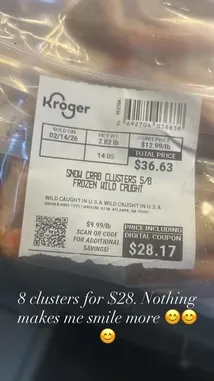 Kroger
SOLD ON
02/14/26
NET WT
2.82 lb
14.05
UNIT PRICE
$12.99/lb
TOTAL PRICE
$36.63
SNOW CRAB CLUSTERS 5/8
FROZEN WILD CAUGHT
WILD CAUGHT IN U.S.A. WILD CAUGHT IN U.S.A.
$9.99/lb
SCAN QR CODE
FOR ADDITIONAL
SAVINGS!
PRICE INCLUDING
DIGITAL COUPON
$28.17
8 clusters for $28. Nothing
makes me smile more 😊😊
😊